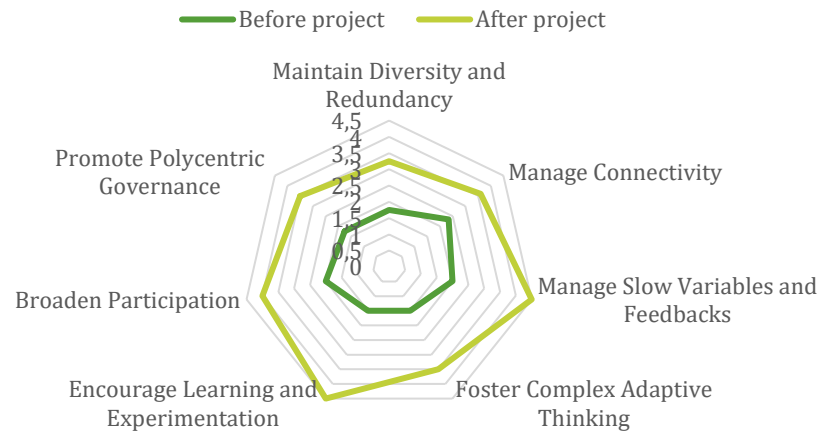 Before project
After project
Maintain Diversity and
Redundancy
4,5
4
3,5
3
2,5
2
1,5
1
0,5
0
Manage Connectivity
Manage Slow Variables and
Feedbacks
Foster Complex Adaptive
Thinking
Encourage Learning and
Experimentation
Broaden Participation
Promote Polycentric
Governance